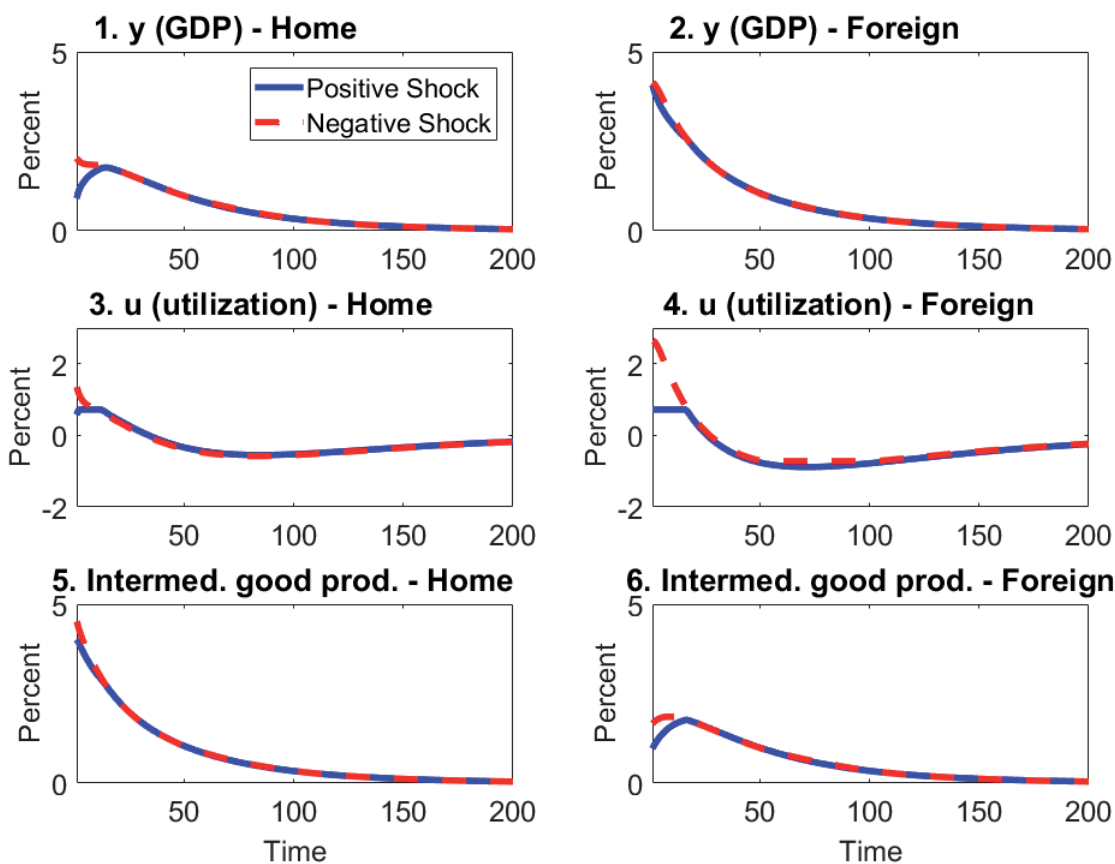 1. y (GDP) - Home
5
Percent
0
50
100
150
200
Positive Shock
Negative Shock
2. y (GDP) - Foreign
5
Percent
0
50
100
150
200
3. u (utilization) - Home
2
0
-2
Percent
50
100
150
200
4. u (utilization) - Foreign
2
0
-2
Percent
50
100
150
200
5. Intermed. good prod. - Home
5
Percent
0
50
100
150
200
Time
6. Intermed. good prod. - Foreign
5
Percent
0
50
100
150
200
Time